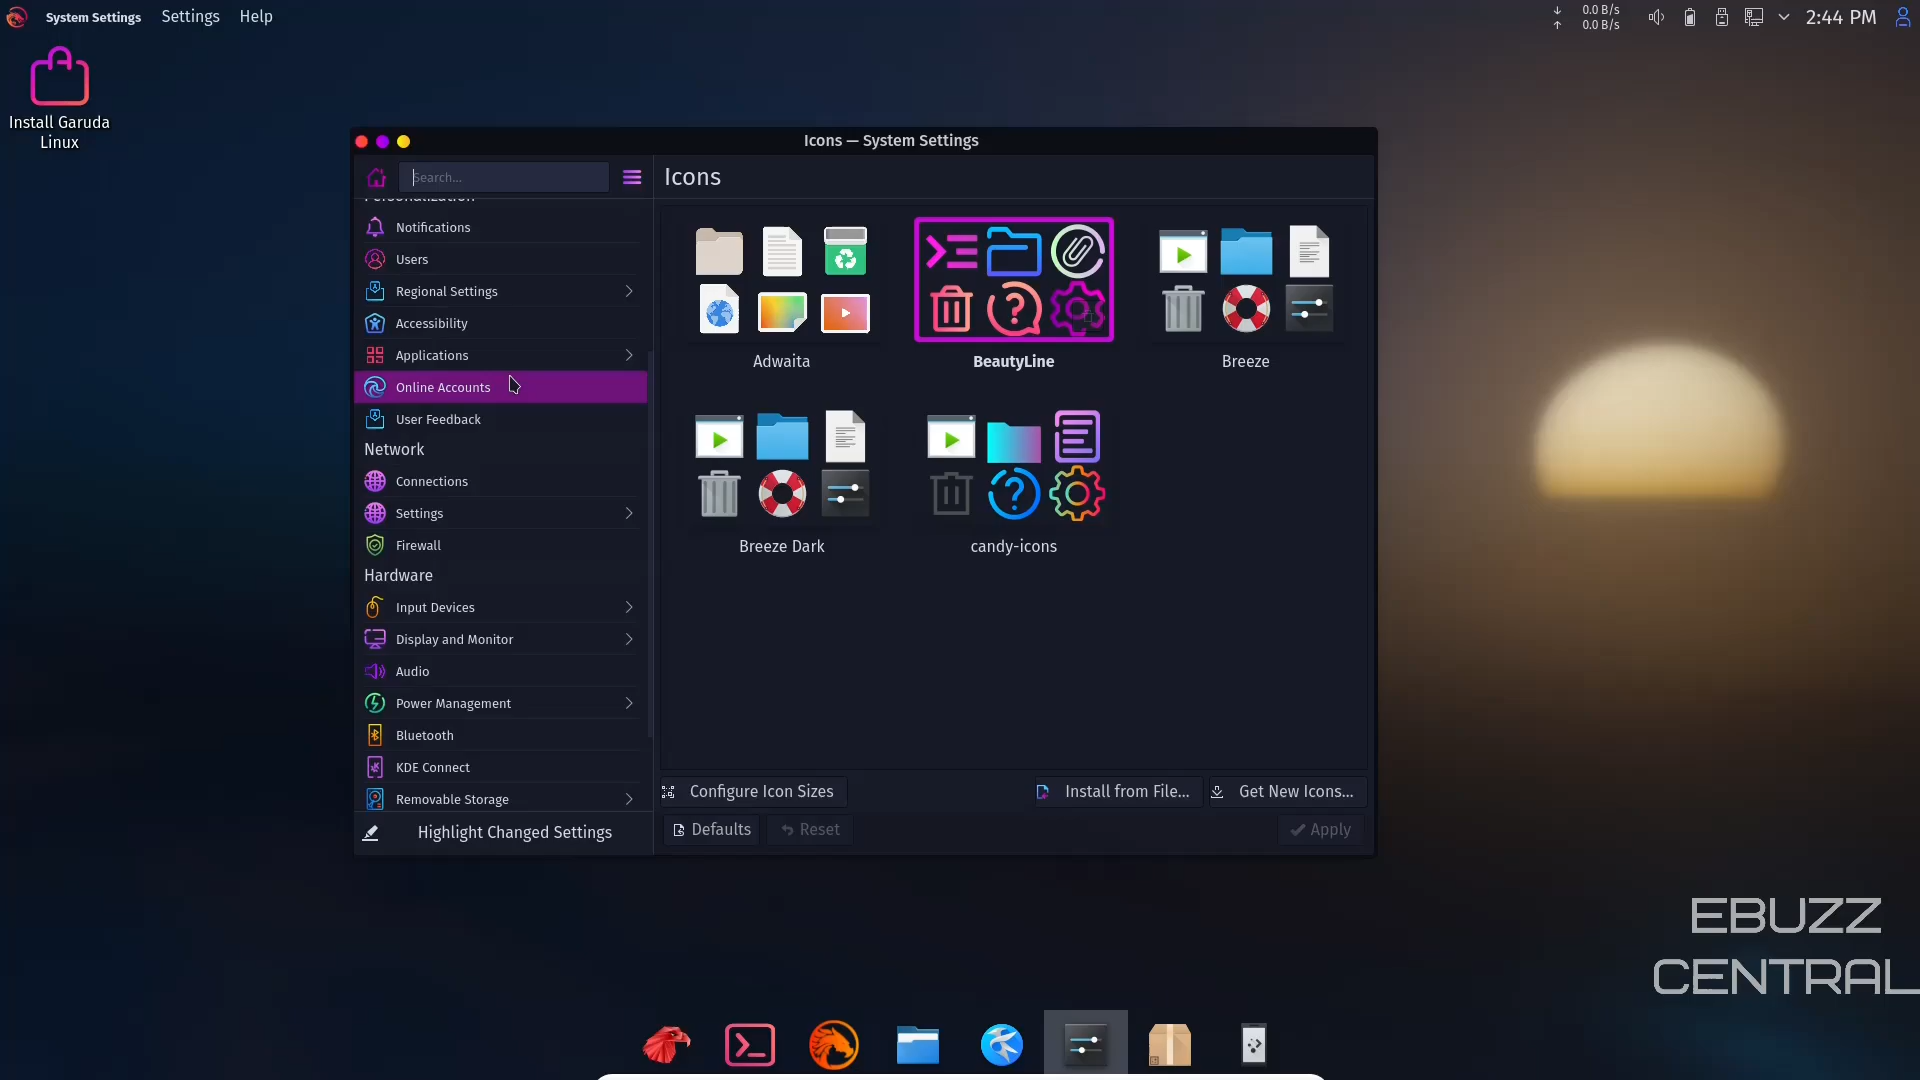 System Settings Settings Help
0.0 B/s
0.0 B/s
2:44 PM
Install Garuda
Linux
Icons — System Settings
Search...
Icons
Personalization
Notifications
Users
Regional Settings
Accessibility
Applications
Online Accounts
User Feedback
Network
Connections
Settings
Firewall
Hardware
Input Devices
Display and Monitor
Audio
Power Management
Bluetooth
KDE Connect
Removable Storage
Highlight Changed Settings
Adwaita
BeautyLine
Breeze
Breeze Dark
candy-icons
Configure Icon Sizes
Install from File...
Get New Icons...
Defaults
Reset
Apply
EBUZZ
CENTRAL